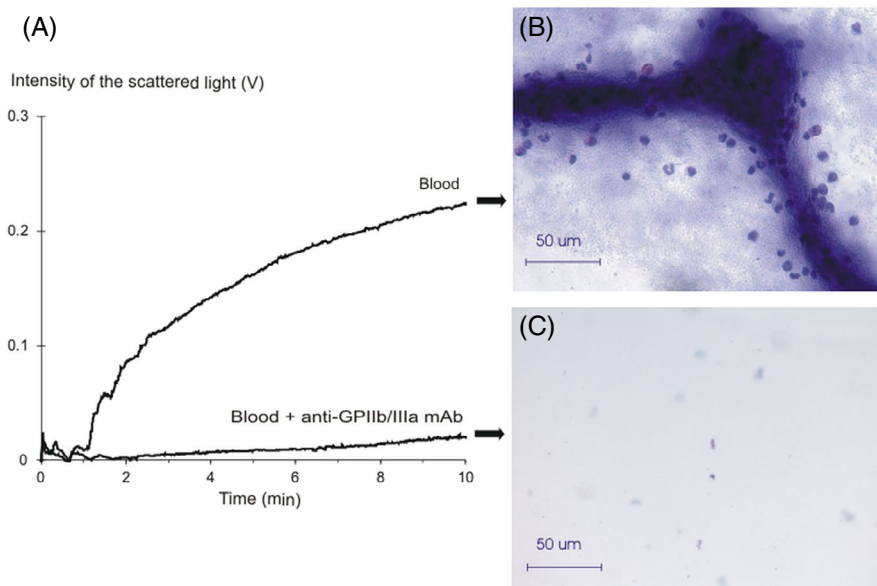 (A)
Intensity of the scattered light (V)
0.3
0.2
0.1
0
Blood
Blood + anti-GPIIb/IIIa mAb
0
2
4
6
8
10
Time (min)
(B)
50 um
(C)
50 um